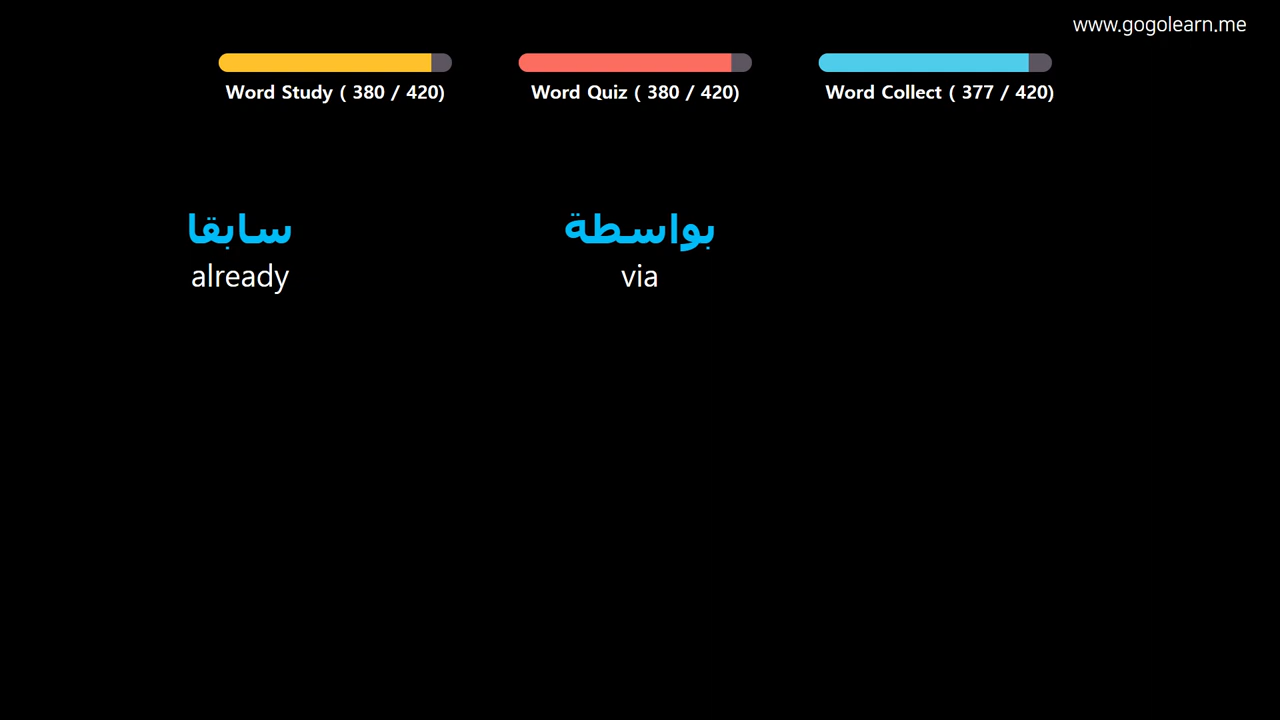 www.gogolearn.me
Word Study ( 380 / 420)
Word Quiz ( 380 / 420)
Word Collect ( 377 / 420)
سابقا
already
بواسطة
via